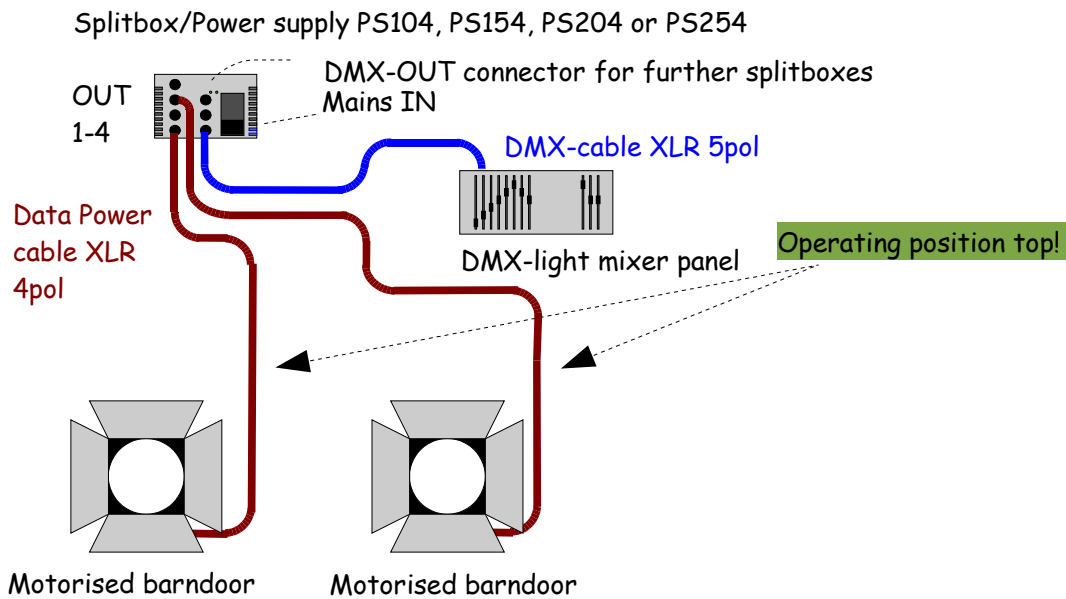 Splitbox/Power supply PS104, PS154, PS204 or PS254
DMX-OUT connector for further splitboxes
Mains IN
OUT
1-4
DMX-cable XLR 5pol
Data Power
cable XLR
4pol
DMX-light mixer panel
Operating position top!
Motorised barndoor
Motorised barndoor